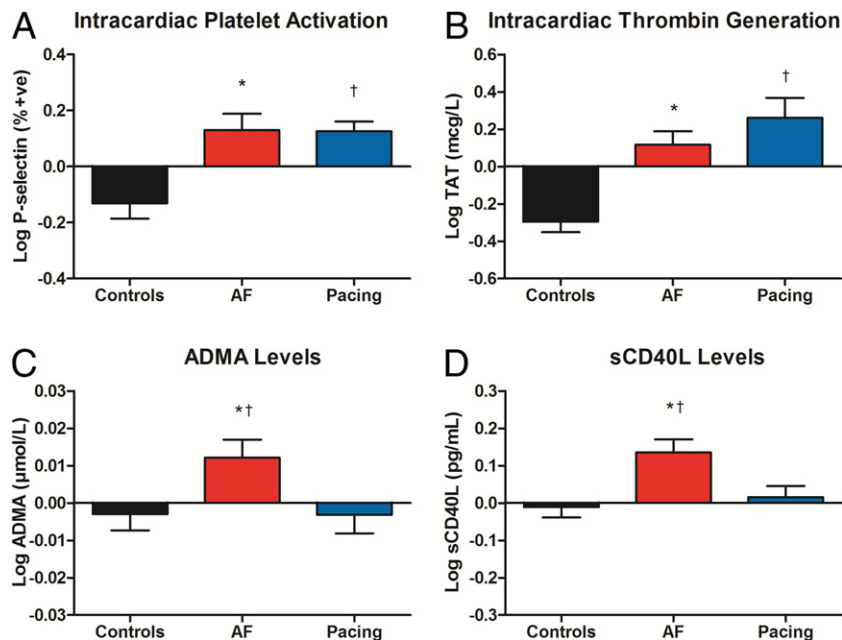 A Intracardiac Platelet Activation
Log P-selectin (%+ve)
0.4
0.2
0.0
-0.2
-0.4
*
†
Controls AF Pacing
B Intracardiac Thrombin Generation
Log TAT (mcg/L)
0.6
0.4
0.2
0.0
-0.2
-0.4
-0.6
*
†
Controls AF Pacing
C ADMA Levels
Log ADMA (µmol/L)
0.03
0.02
0.01
0.00
-0.01
-0.02
-0.03
*†
Controls AF Pacing
D sCD40L Levels
Log sCD40L (pg/mL)
0.3
0.2
0.1
0.0
-0.1
-0.2
-0.3
*†
Controls AF Pacing